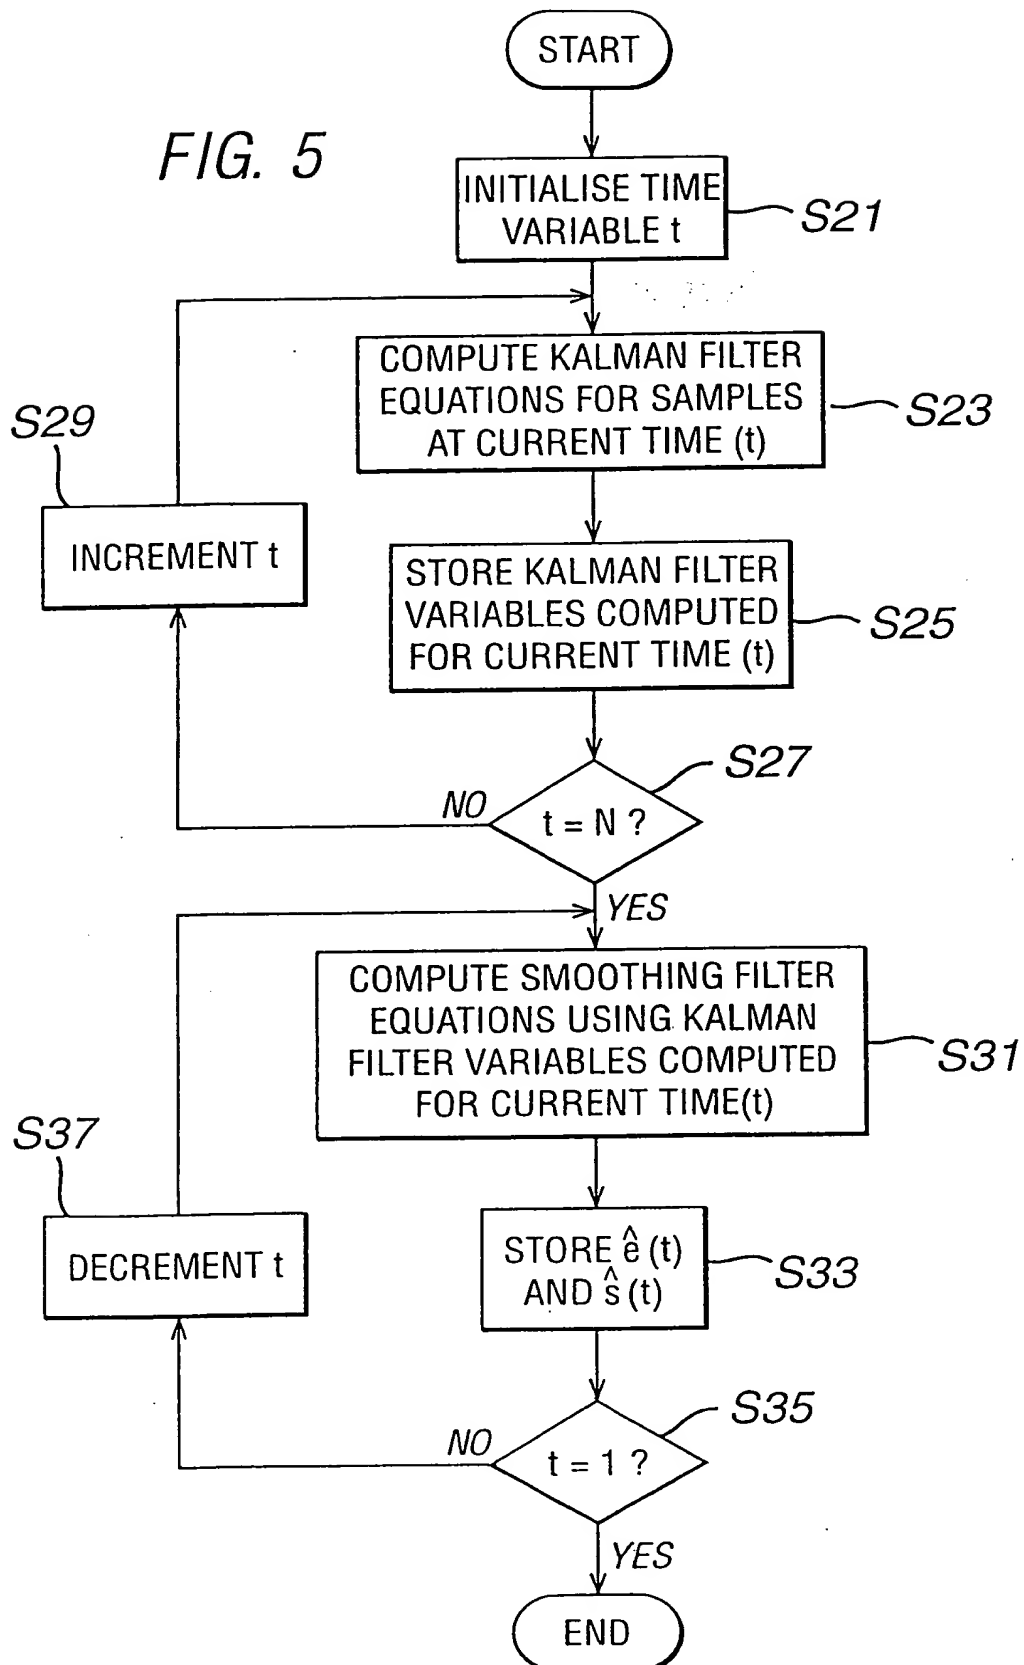 START
FIG. 5
INITIALISE TIME
VARIABLE t
S21
COMPUTE KALMAN FILTER
EQUATIONS FOR SAMPLES
AT CURRENT TIME (t)
S23
S29
INCREMENT t
STORE KALMAN FILTER
VARIABLES COMPUTED
FOR CURRENT TIME (t)
S25
S27
NO
t = N ?
YES
COMPUTE SMOOTHING FILTER
EQUATIONS USING KALMAN
FILTER VARIABLES COMPUTED
FOR CURRENT TIME(t)
S31
S37
DECREMENT t
STORE ê (t)
AND ŝ (t)
S33
S35
NO
t = 1 ?
YES
END